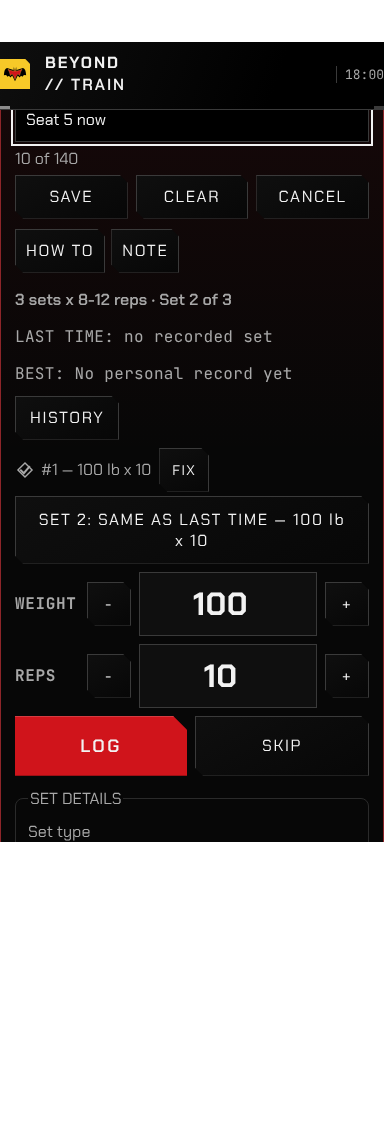 BEYOND
// TRAIN
18:00
Seat 5 now
10 of 140
SAVE
CLEAR
CANCEL
HOW TO
NOTE
3 sets x 8-12 reps · Set 2 of 3
LAST TIME: no recorded set
BEST: No personal record yet
HISTORY
#1 — 100 lb x 10
FIX
SET 2: SAME AS LAST TIME — 100 lb
x 10
WEIGHT
-
100
+
REPS
-
10
+
LOG
SKIP
SET DETAILS
Set type